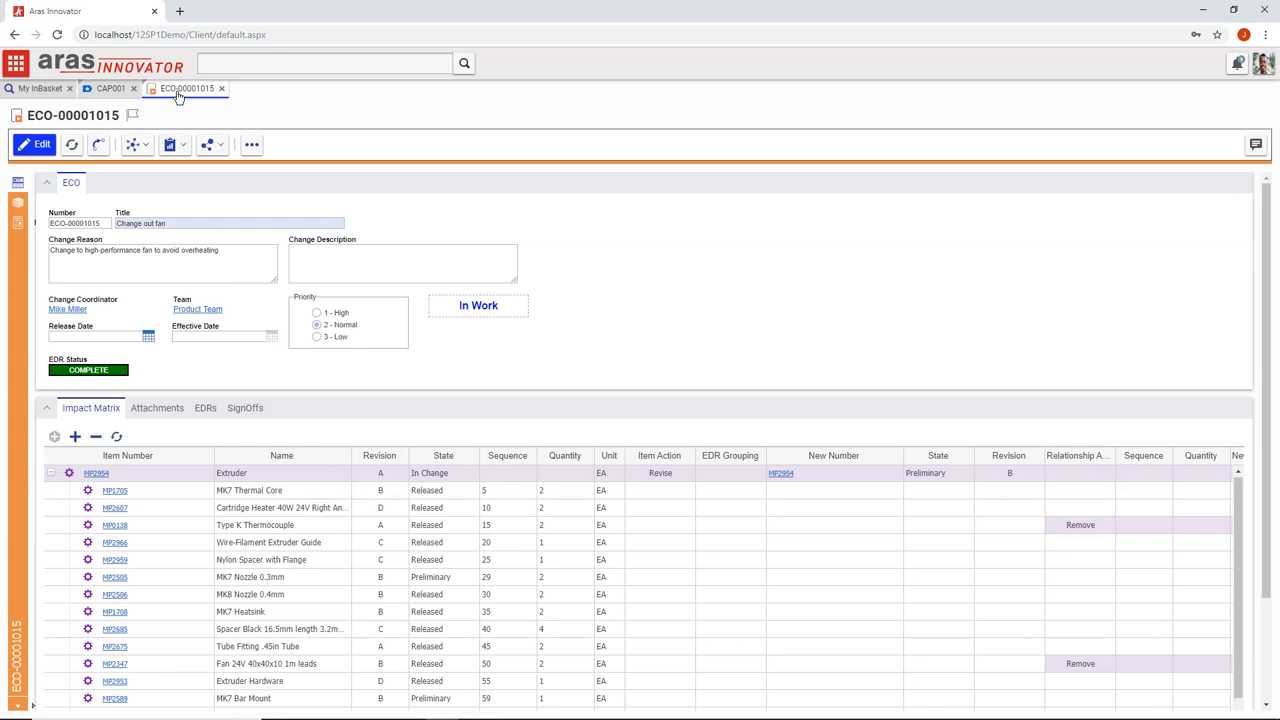 Aras Innovator
localhost/12SP1Demo/Client/default.aspx
J
aras INNOVATOR
My InBasket
CAP001
ECO-00001015
ECO-00001015
Edit
ECO
Number
Title
ECO-00001015
Change out fan
Change Reason
Change Description
Change to high-performance fan to avoid overheating
Change Coordinator
Team
Priority
Mike Miller
Product Team
1 - High
2 - Normal
3 - Low
In Work
Release Date
Effective Date
EDR Status
COMPLETE
Impact Matrix Attachments EDRs SignOffs
Item Number Name Revision State Sequence Quantity Unit Item Action EDR Grouping New Number State Revision Relationship A... Sequence Quantity
MP2954 Extruder A In Change EA Revise MP2954 Preliminary B
MP1705 MK7 Thermal Core B Released 5 2 EA
MP2607 Cartridge Heater 40W 24V Right An... D Released 10 2 EA
MP0138 Type K Thermocouple A Released 15 2 EA Remove
MP2966 Wire-Filament Extruder Guide C Released 20 1 EA
MP2959 Nylon Spacer with Flange C Released 25 1 EA
MP2505 MK7 Nozzle 0.3mm B Preliminary 29 2 EA
MP2506 MK8 Nozzle 0.4mm B Released 30 2 EA
MP1708 MK7 Heatsink B Released 35 2 EA
MP2685 Spacer Black 16.5mm length 3.2m... C Released 40 4 EA
MP2675 Tube Fitting .45in Tube A Released 45 2 EA
MP2347 Fan 24V 40x40x10 1m leads B Released 50 2 EA Remove
MP2953 Extruder Hardware D Released 55 1 EA
MP2589 MK7 Bar Mount B Preliminary 59 1 EA
ECO-00001015